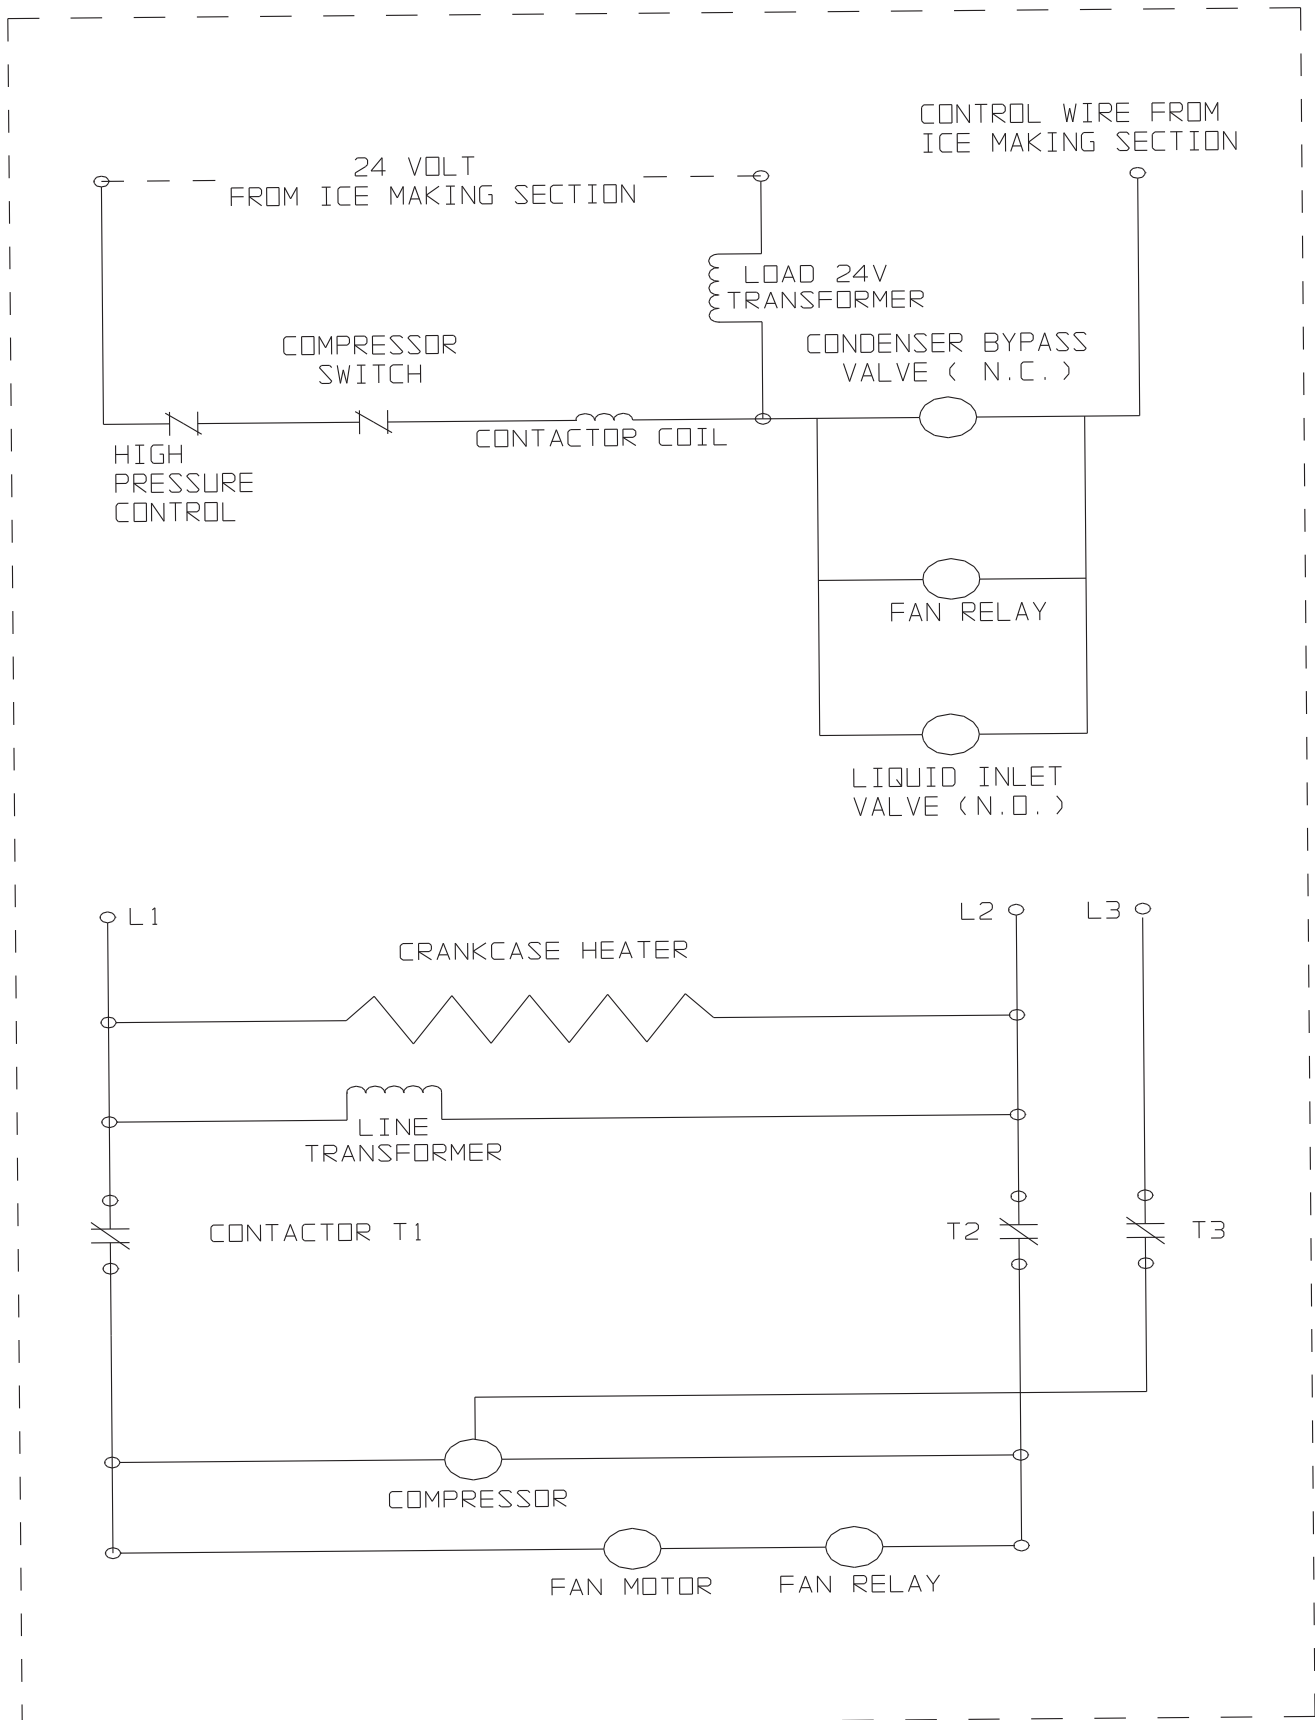 CONTROL WIRE FROM
ICE MAKING SECTION
24 VOLT
FROM ICE MAKING SECTION
LOAD 24V
TRANSFORMER
COMPRESSOR
SWITCH
CONDENSER BYPASS
VALVE ( N.C.)
CONTACTOR COIL
HIGH
PRESSURE
CONTROL
FAN RELAY
LIQUID INLET
VALVE (N.O.)
L1
L2
L3
CRANKCASE HEATER
LINE
TRANSFORMER
CONTACTOR T1
T2
T3
COMPRESSOR
FAN MOTOR
FAN RELAY